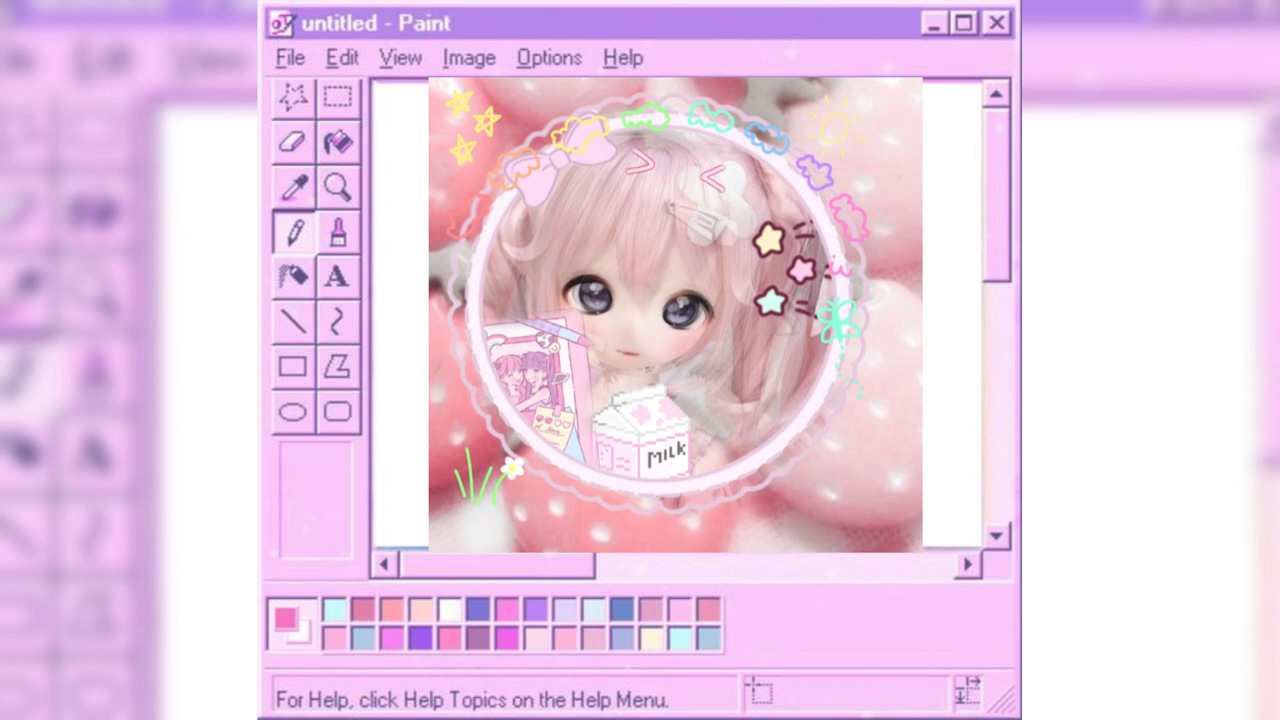 untitled - Paint
File Edit View Image Options Help
A
MILK
For Help, click Help Topics on the Help Menu.